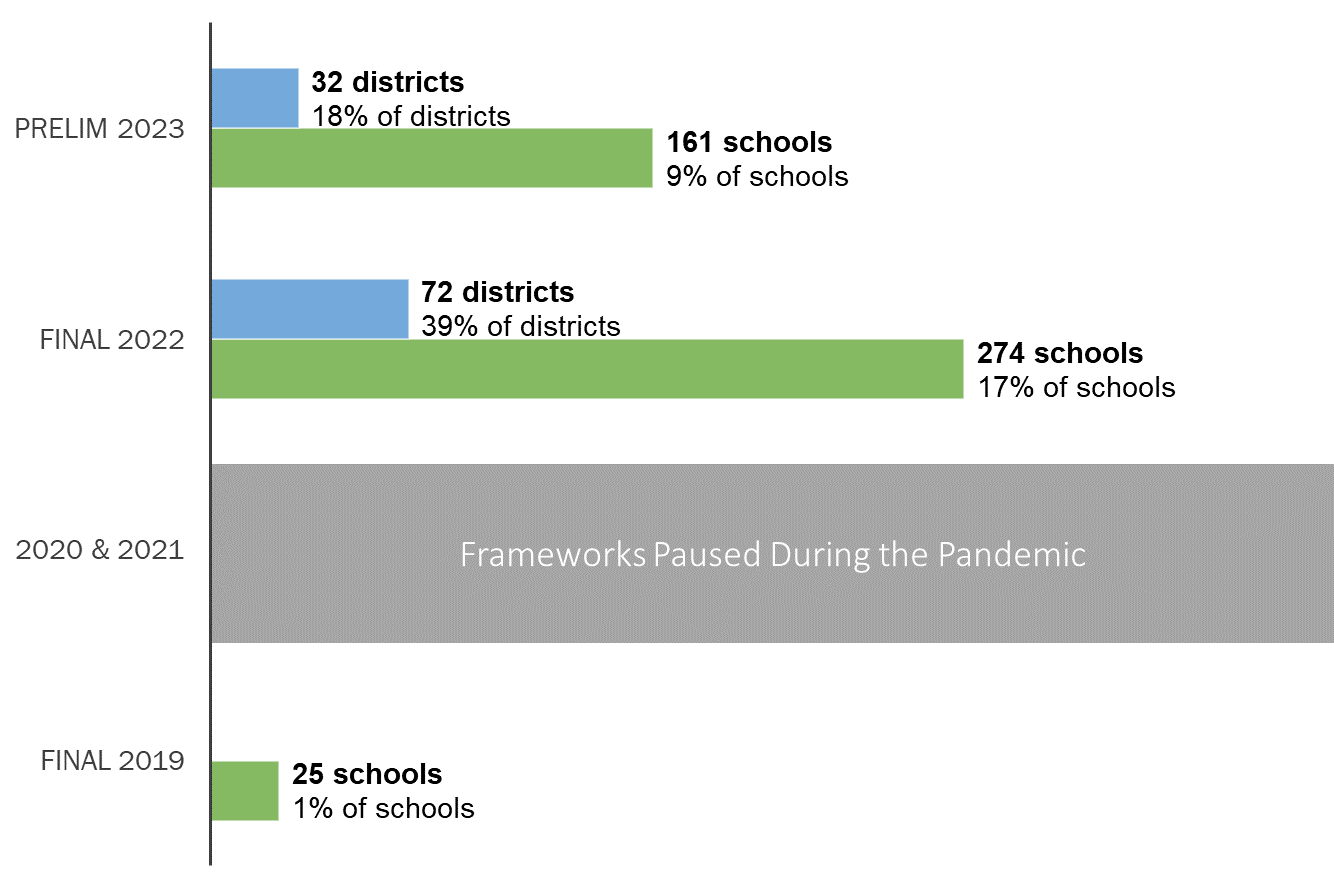 32 districts
18% of districts
PRELIM 2023
161 schools
9% of schools
72 districts
39% of districts
FINAL 2022
274 schools
17% of schools
2020 & 2021
Frameworks Paused During the Pandemic
FINAL 2019
25 schools
1% of schools